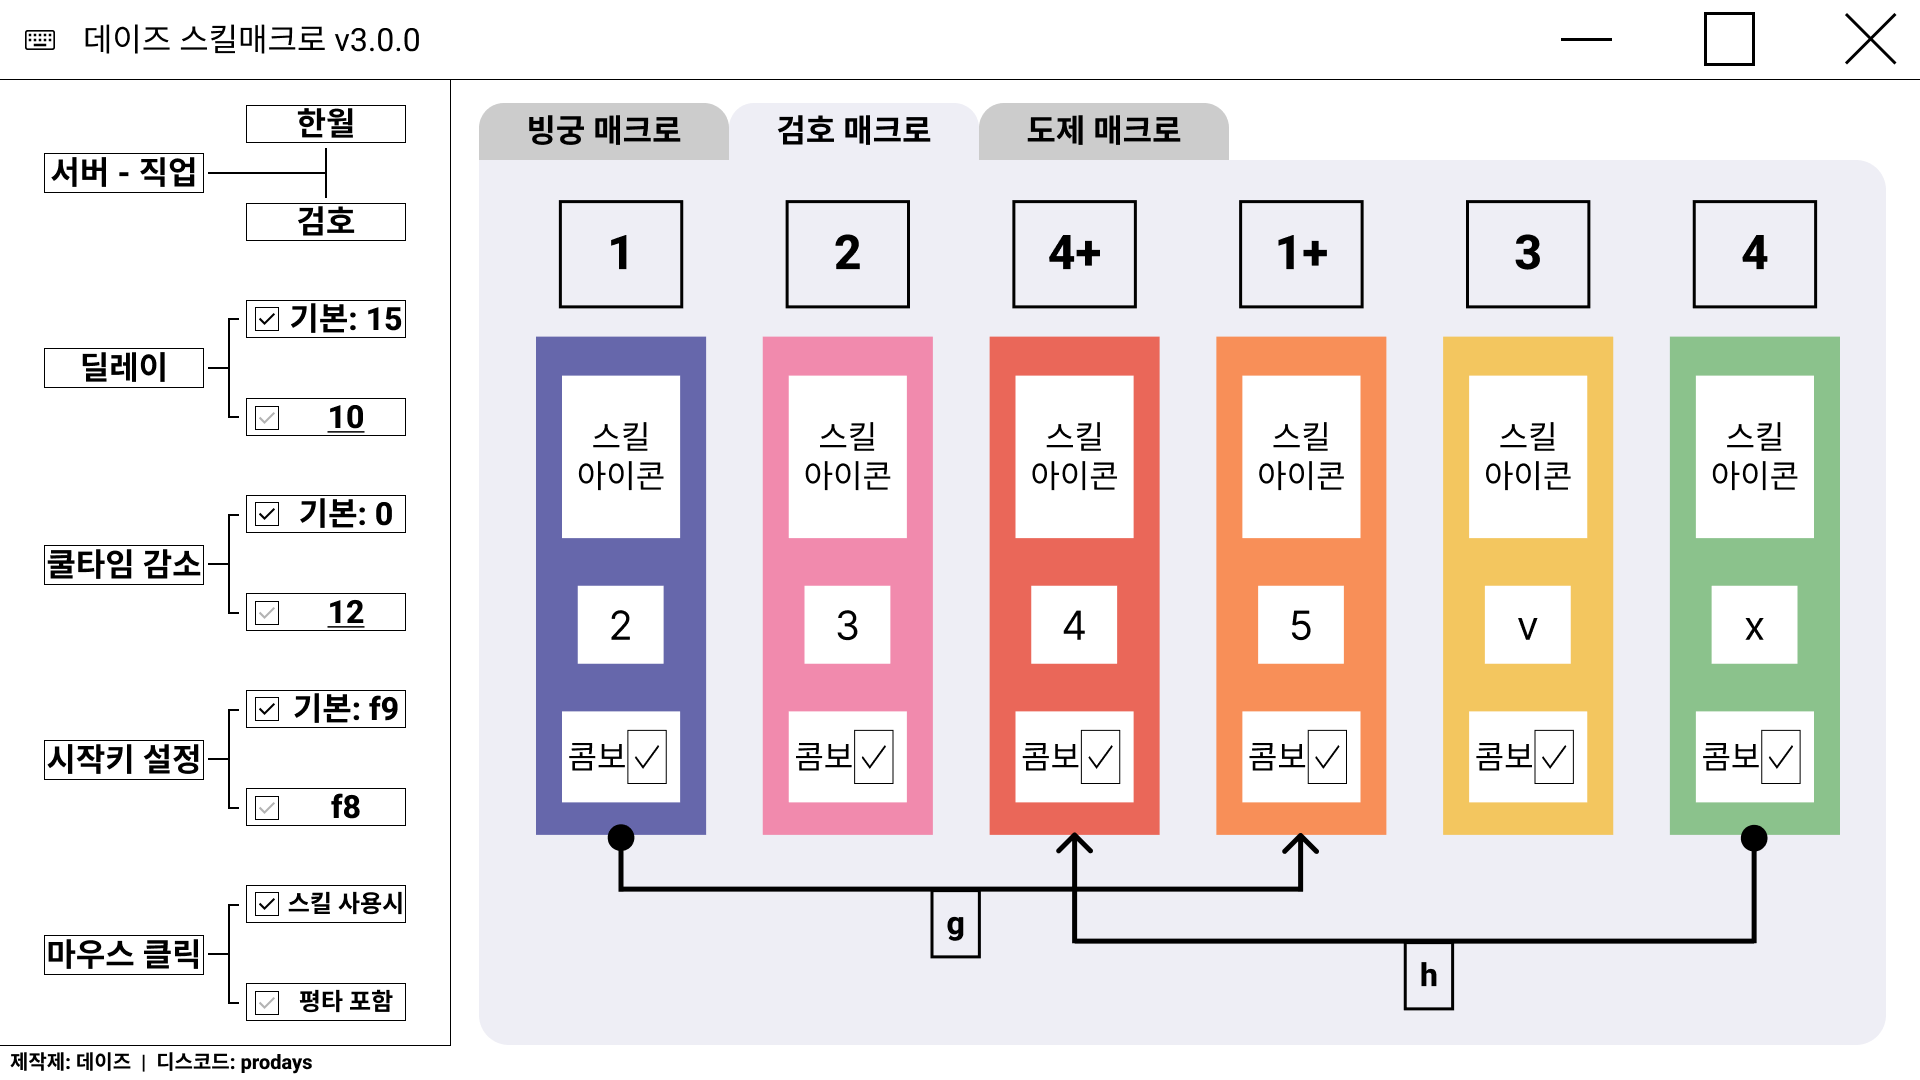 데이즈 스킬매크로 v3.0.0
한월
서버 - 직업
검호
기본: 15
딜레이
10
기본: 0
쿨타임 감소
12
기본: f9
시작키 설정
f8
스킬 사용시
마우스 클릭
평타 포함
제작제: 데이즈 | 디스코드: prodays
빙궁 매크로 검호 매크로 도제 매크로
1 2 4+ 1+ 3 4
스킬 스킬 스킬 스킬 스킬 스킬
아이콘 아이콘 아이콘 아이콘 아이콘 아이콘
2 3 4 5 v x
콤보 콤보 콤보 콤보 콤보 콤보
g
h